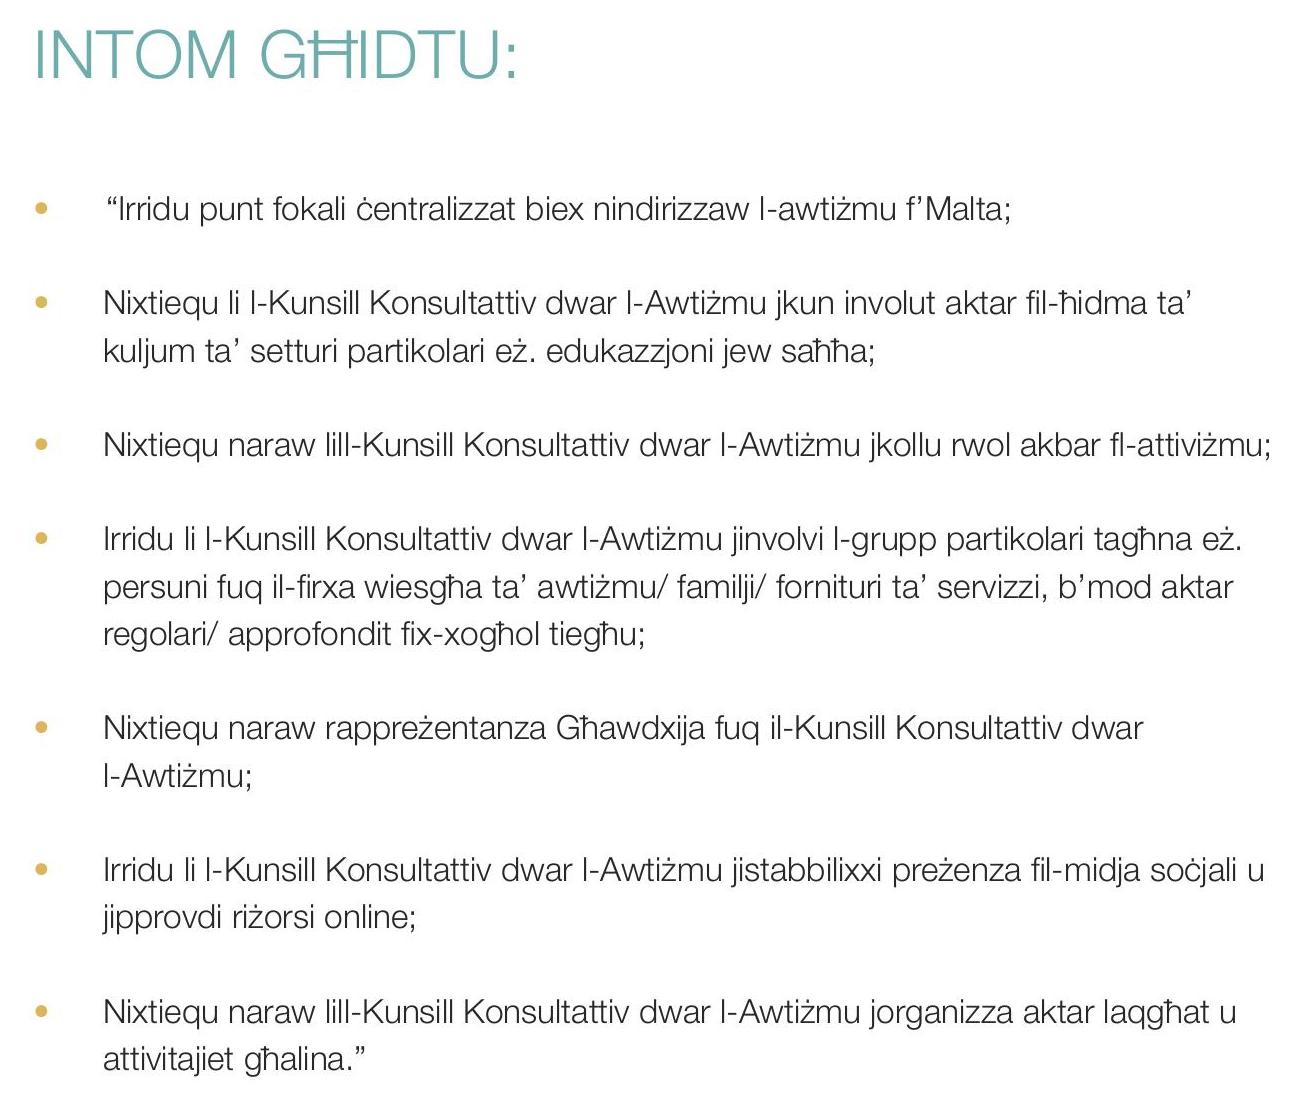 INTOM GĦIDTU:
• “Irridu punt fokali ċentralizzat biex nindirizzaw l-awtiżmu f’Malta;
• Nixtiequ li l-Kunsill Konsultattiv dwar l-Awtiżmu jkun involut aktar fil-ħidma ta’
kuljum ta’ setturi partikolari eż. edukazzjoni jew saħħa;
• Nixtiequ naraw lill-Kunsill Konsultattiv dwar l-Awtiżmu jkollu rwol akbar fl-attiviżmu;
• Irridu li l-Kunsill Konsultattiv dwar l-Awtiżmu jinvolvi l-grupp partikolari tagħna eż.
persuni fuq il-firxa wiesgħa ta’ awtiżmu/ familji/ fornituri ta’ servizzi, b’mod aktar
regolari/ approfondit fix-xogħol tiegħu;
• Nixtiequ naraw rappreżentanza Għawdxija fuq il-Kunsill Konsultattiv dwar
l-Awtiżmu;
• Irridu li l-Kunsill Konsultattiv dwar l-Awtiżmu jistabbilixxi preżenza fil-midja soċjali u
jipprovdi riżorsi online;
• Nixtiequ naraw lill-Kunsill Konsultattiv dwar l-Awtiżmu jorganizza aktar laqgħat u
attivitajiet għalina.”